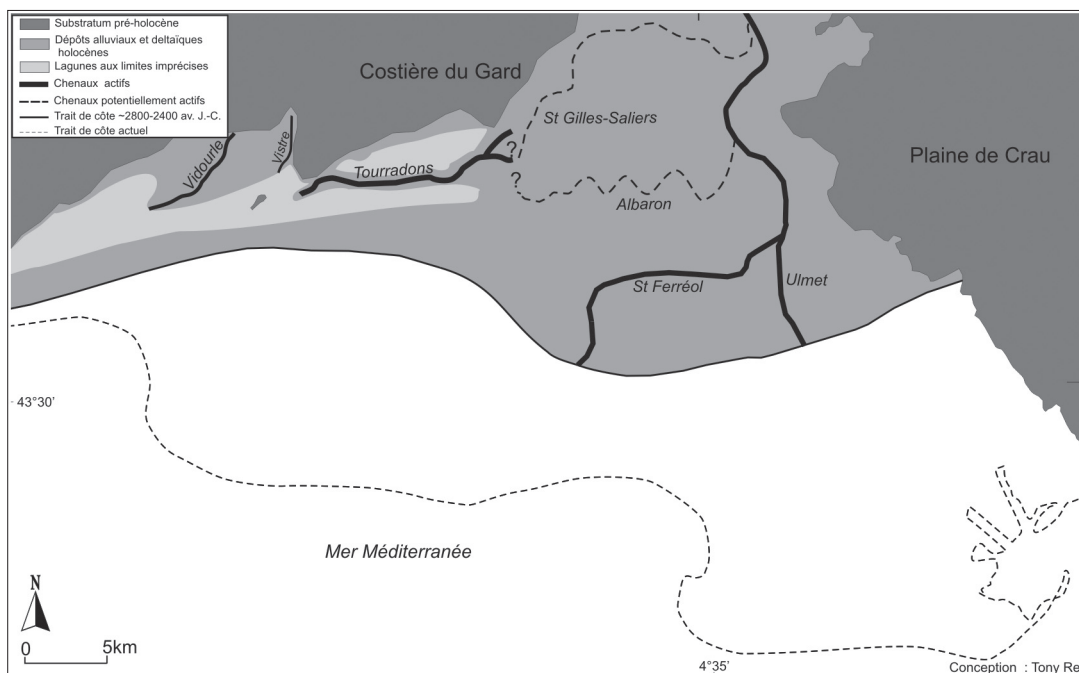 Substratum pré-holocène
Dépôts alluviaux et deltaïques
holocènes
Lagunes aux limites imprécises
Chenaux actifs
Chenaux potentiellement actifs
Trait de côte ~2800-2400 av. J.-C.
Trait de côte actuel
Costière du Gard
St Gilles-Saliers
Plaine de Crau
Vidourle
Vistre
Tourradons
?
?
Albaron
St Ferréol
Ulmet
43°30'
Mer Méditerranée
N
0 5km
4°35'
Conception : Tony Re